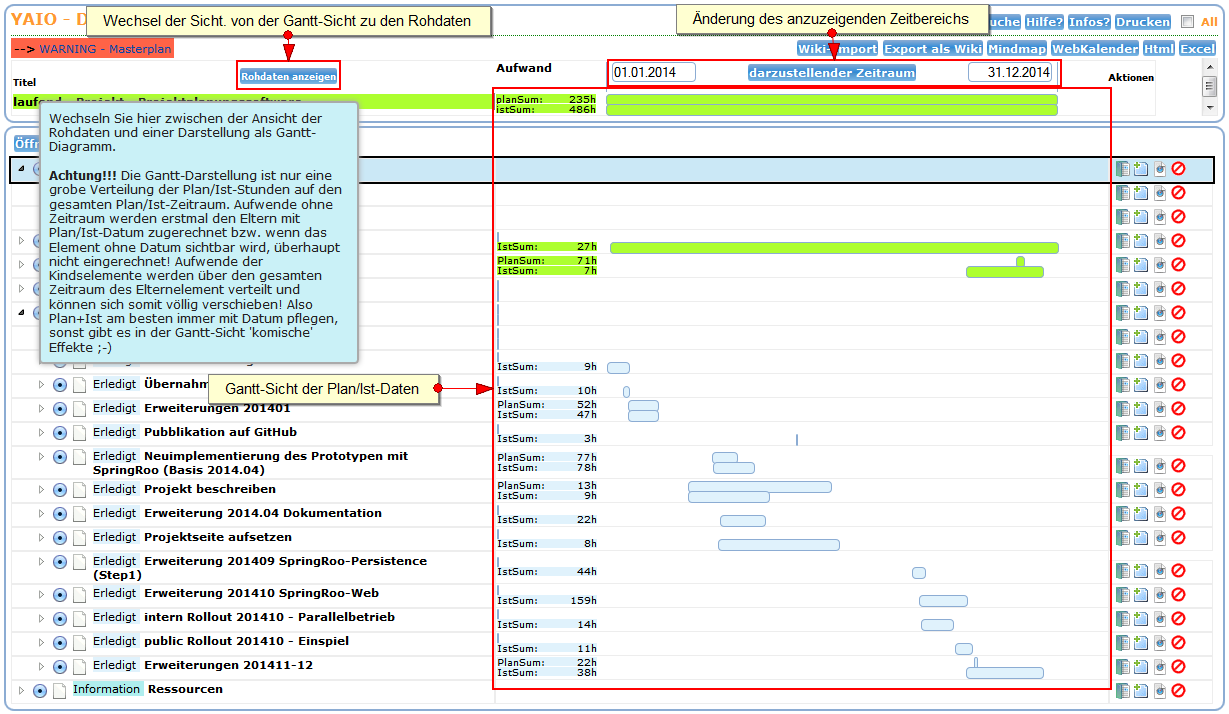 YAIO - D
Wechsel der Sicht. von der Gantt-Sicht zu den Rohdaten
Änderung des anzuzeigenden Zeitbereichs
uche Hilfe? Infos? Drucken All
--> WARNING - Masterplan
Wiki-Import Export als Wiki Mindmap WebKalender Html Excel
Titel
Rohdaten anzeigen
Aufwand
01.01.2014
darzustellender Zeitraum
31.12.2014
Aktionen
laufend - Projekt - Projektplanungssoftware
planSum: 235h
istSum: 486h
Öffn
Wechseln Sie hier zwischen der Ansicht der
Rohdaten und einer Darstellung als Gantt-
Diagramm.
Achtung!!! Die Gantt-Darstellung ist nur eine
grobe Verteilung der Plan/Ist-Stunden auf den
gesamten Plan/Ist-Zeitraum. Aufwende ohne
Zeitraum werden erstmal den Eltern mit
Plan/Ist-Datum zugerechnet bzw. wenn das
Element ohne Datum sichtbar wird, überhaupt
nicht eingerechnet! Aufwende der
Kindselemente werden über den gesamten
Zeitraum des Elternelement verteilt und
können sich somit völlig verschieben! Also
Plan+Ist am besten immer mit Datum pflegen,
sonst gibt es in der Gantt-Sicht 'komische'
Effekte ;-)
IstSum: 27h
PlanSum: 71h
IstSum: 7h
IstSum: 9h
Gantt-Sicht der Plan/Ist-Daten
Erledigt Übernahm
IstSum: 10h
Erledigt Erweiterungen 201401
PlanSum: 52h
IstSum: 47h
Erledigt Pubblikation auf GitHub
IstSum: 3h
Erledigt Neuimplementierung des Prototypen mit
SpringRoo (Basis 2014.04)
PlanSum: 77h
IstSum: 78h
Erledigt Projekt beschreiben
PlanSum: 13h
IstSum: 9h
Erledigt Erweiterung 2014.04 Dokumentation
IstSum: 22h
Erledigt Projektseite aufsetzen
IstSum: 8h
Erledigt Erweiterung 201409 SpringRoo-Persistence
(Step1)
IstSum: 44h
Erledigt Erweiterung 201410 SpringRoo-Web
IstSum: 159h
Erledigt intern Rollout 201410 - Parallelbetrieb
IstSum: 14h
Erledigt public Rollout 201410 - Einspiel
IstSum: 11h
Erledigt Erweiterungen 201411-12
PlanSum: 22h
IstSum: 38h
Information Ressourcen